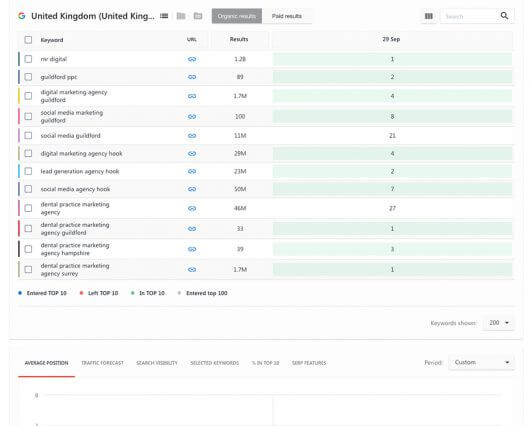 United Kingdom (United King...
Organic results
Paid results
Search
Keyword
URL
Results
29 Sep
mr digital
1.2B
1
guildford ppc
89
2
digital marketing agency
guildford
1.7M
4
social media marketing
guildford
100
8
social media guildford
11M
21
digital marketing agency hook
29M
4
lead generation agency hook
23M
2
social media agency hook
50M
7
dental practice marketing
agency
46M
27
dental practice marketing
agency guildford
33
1
dental practice marketing
agency hampshire
39
3
dental practice marketing
agency surrey
1.7M
1
Entered TOP 10
Left TOP 10
In TOP 10
Entered top 100
Keywords shown:
200
AVERAGE POSITION
TRAFFIC FORECAST
SEARCH VISIBILITY
SELECTED KEYWORDS
% IN TOP 10
SERP FEATURES
Period:
Custom
0